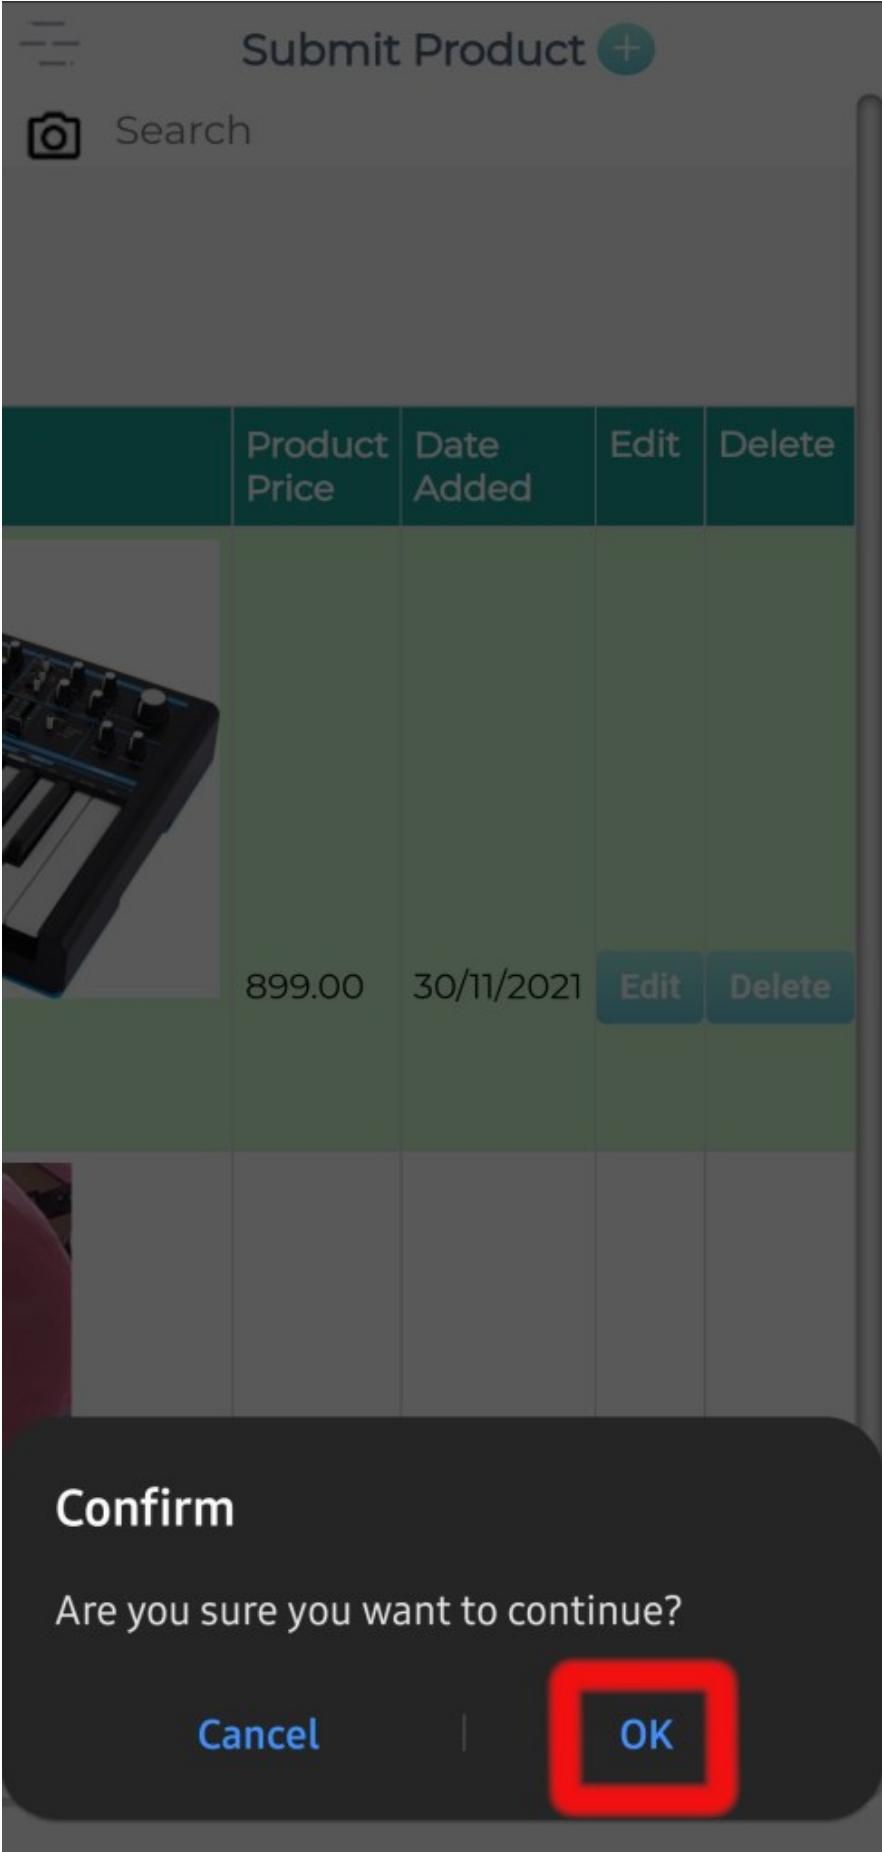 Submit Product +
Search
Product Price
Date Added
Edit
Delete
899.00
30/11/2021
Edit
Delete
Confirm
Are you sure you want to continue?
Cancel
OK